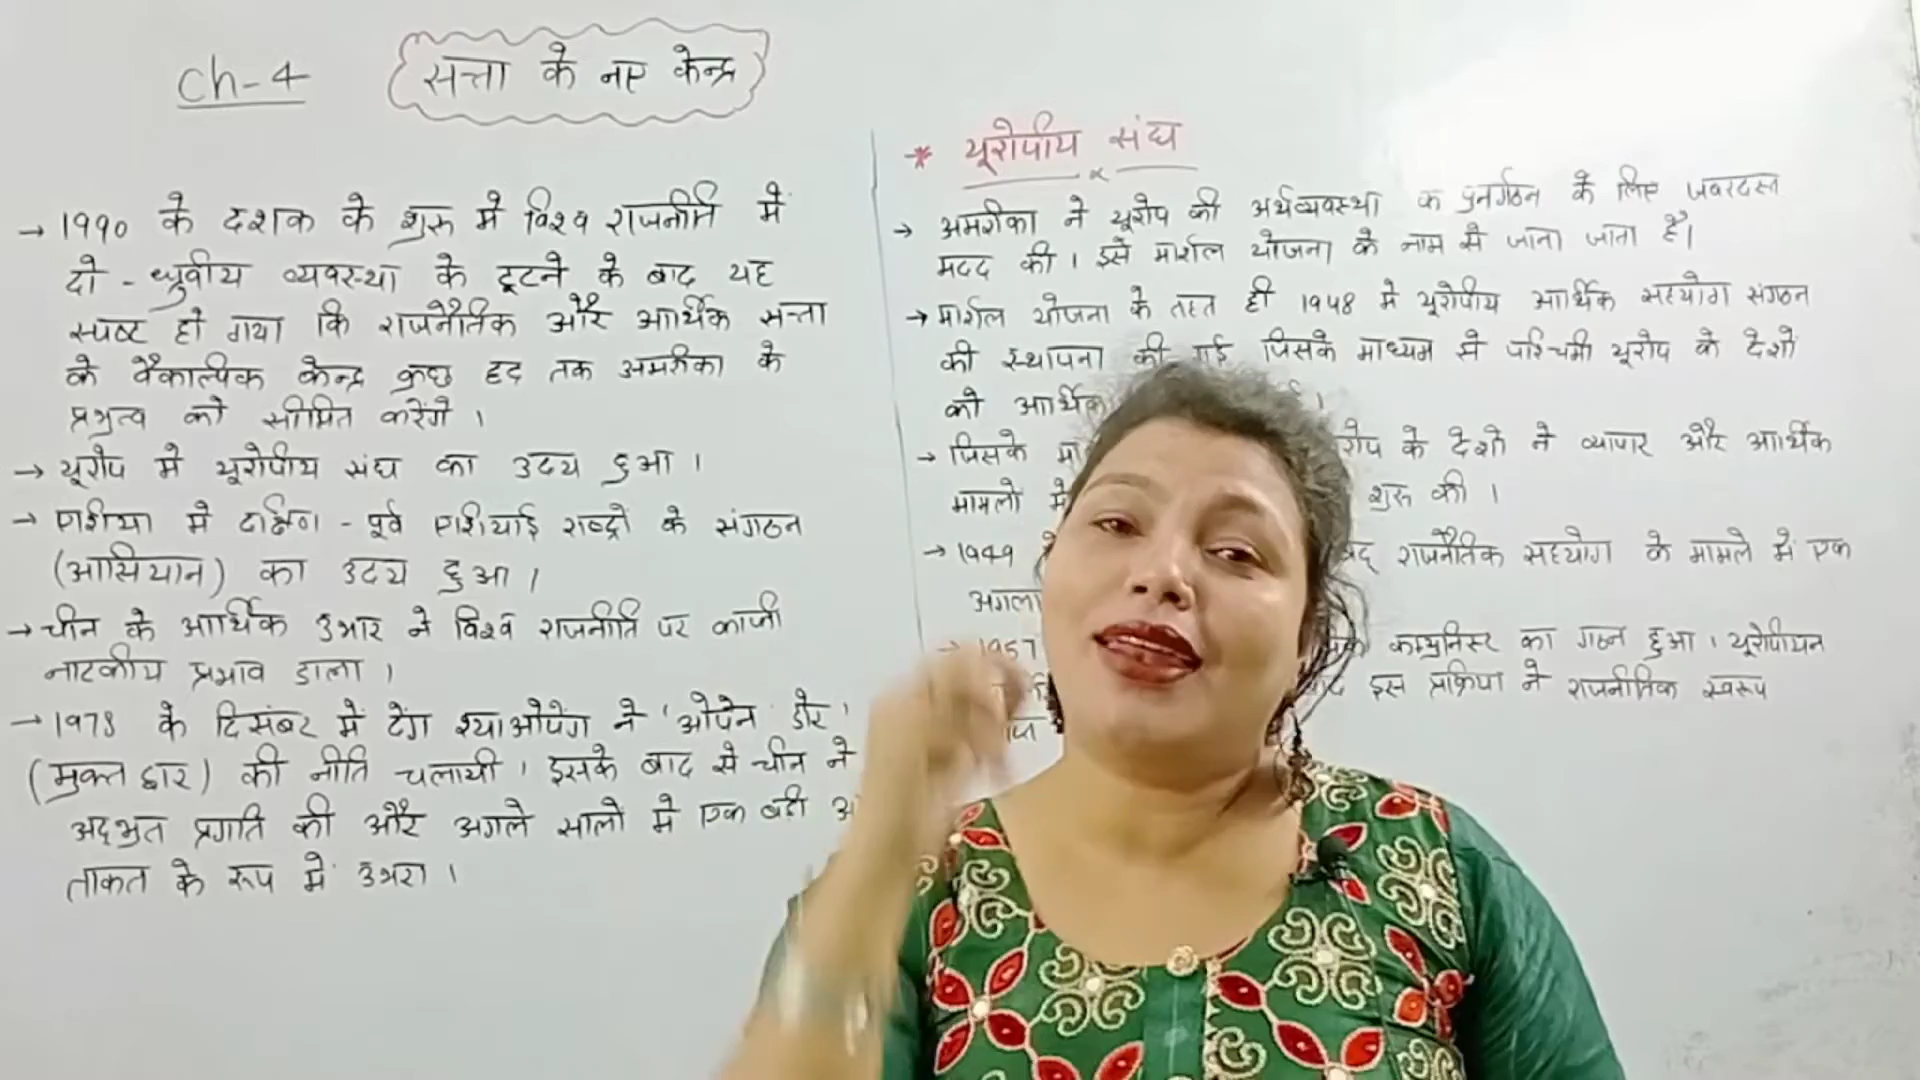 Ch-4
सत्ता के नए केन्द्र
→ 1990 के दशक के शुरू में विश्व राजनीति में
दो - ध्रुवीय व्यवस्था के टूटने के बाद यह
स्पष्ट हो गया कि राजनैतिक और आर्थिक सत्ता
के वैकल्पिक केन्द्र कुछ हद तक अमरीका के
प्रभुत्व को सीमित करेंगे ।
→ यूरोप मे यूरोपीय संघ का उदय हुआ ।
→ एशिया मे दक्षिण - पूर्व एशियाई राष्ट्रो के संगठन
(आसियान) का उदय हुआ ।
→ चीन के आर्थिक उभार ने विश्व राजनीति पर काफी
नाटकीय प्रभाव डाला ।
→ 1978 के दिसंबर में देंग श्याओपेंग ने 'ओपेन डोर'
(मुक्त द्वार) की नीति चलायी । इसके बाद से चीन ने
अद्भुत प्रगति की और अगले सालो मे एक बडी
ताकत के रूप में उभरा ।
* यूरोपीय संघ
→ अमरीका ने यूरोप की अर्थव्यवस्था के पुनर्गठन के लिए जबरदस्त
मदद की । इसे मार्शल योजना के नाम से जाना जाता है।
→ मार्शल योजना के तहत ही 1948 मे यूरोपीय आर्थिक सहयोग संगठन
की स्थापना की गई जिसके माध्यम से पश्चिमी यूरोप के देशो
को आर्थिक
→ जिसके के देशो ने व्यापार और आर्थिक
मामलो मे शुरू की ।
→ 1949 राजनैतिक सहयोग के मामले में एक
अगला
→ 1957 कम्युनिस्ट का गठन हुआ । यूरोपीयन
इस प्रक्रिया ने राजनीतिक स्वरूप